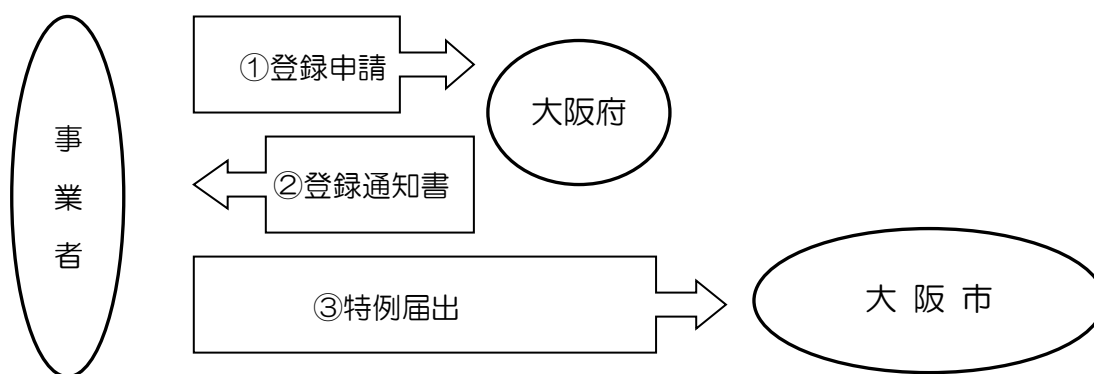 事業者
①登録申請
大阪府
②登録通知書
③特例届出
大阪市